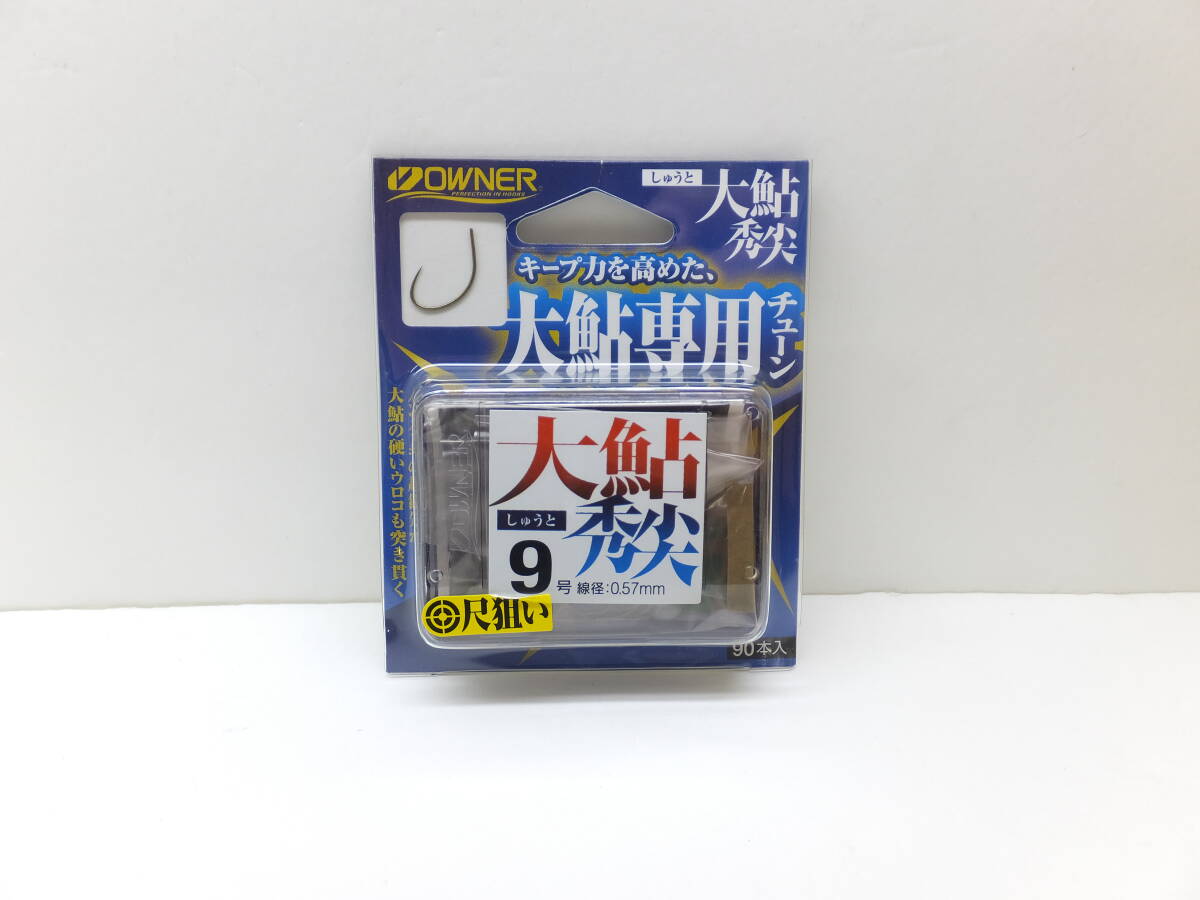 OWNER
PERFECTION IN HOOKS
しゅうと
大鮎
秀尖
キープ力を高めた、
大鮎専用チューン
大鮎の硬いウロコも突き貫く
OWNER
大鮎
しゅうと
秀尖
9号 線径:0.57mm
尺狙い
90本入